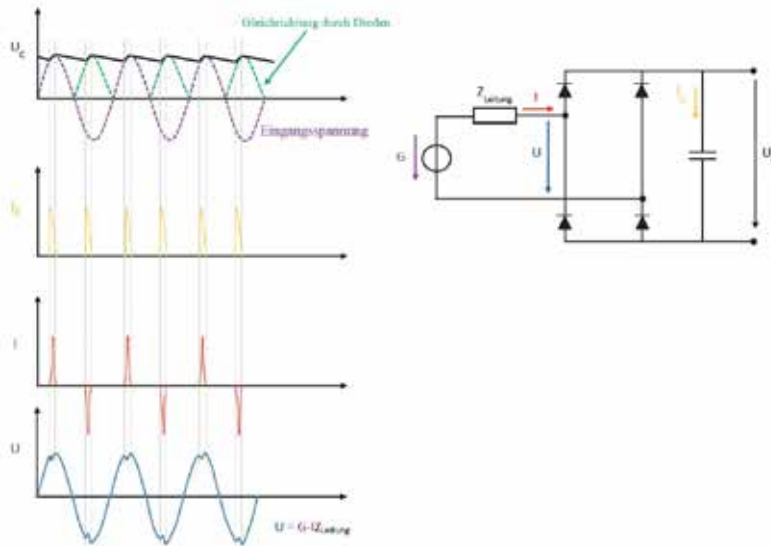 Gleichrichtung durch Dioden
U_C
Eingangsspannung
I_C
I
U
U = G-IZ_Leitung
Z_Leitung
I
G
U
I_C
U